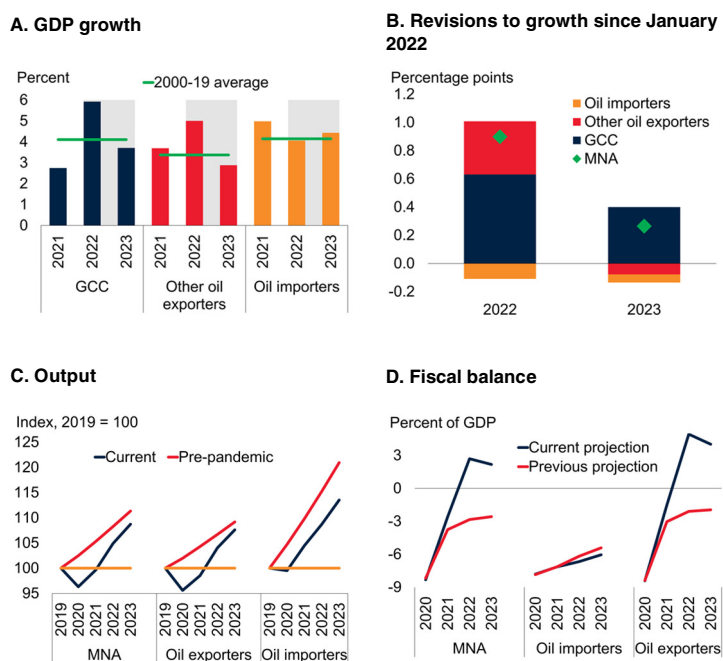 A. GDP growth
Percent
2000-19 average
6
5
4
3
2
1
0
2021
2022
2023
2021
2022
2023
2021
2022
2023
GCC
Other oil
exporters
Oil importers
B. Revisions to growth since January
2022
Percentage points
1.2
1.0
0.8
0.6
0.4
0.2
0.0
-0.2
Oil importers
Other oil exporters
GCC
MNA
2022
2023
C. Output
Index, 2019 = 100
125
120
115
110
105
100
95
Current
Pre-pandemic
2019
2020
2021
2022
2023
2019
2020
2021
2022
2023
2019
2020
2021
2022
2023
MNA
Oil exporters
Oil importers
D. Fiscal balance
Percent of GDP
3
0
-3
-6
-9
Current projection
Previous projection
2020
2021
2022
2023
2020
2021
2022
2023
2020
2021
2022
2023
MNA
Oil importers
Oil exporters